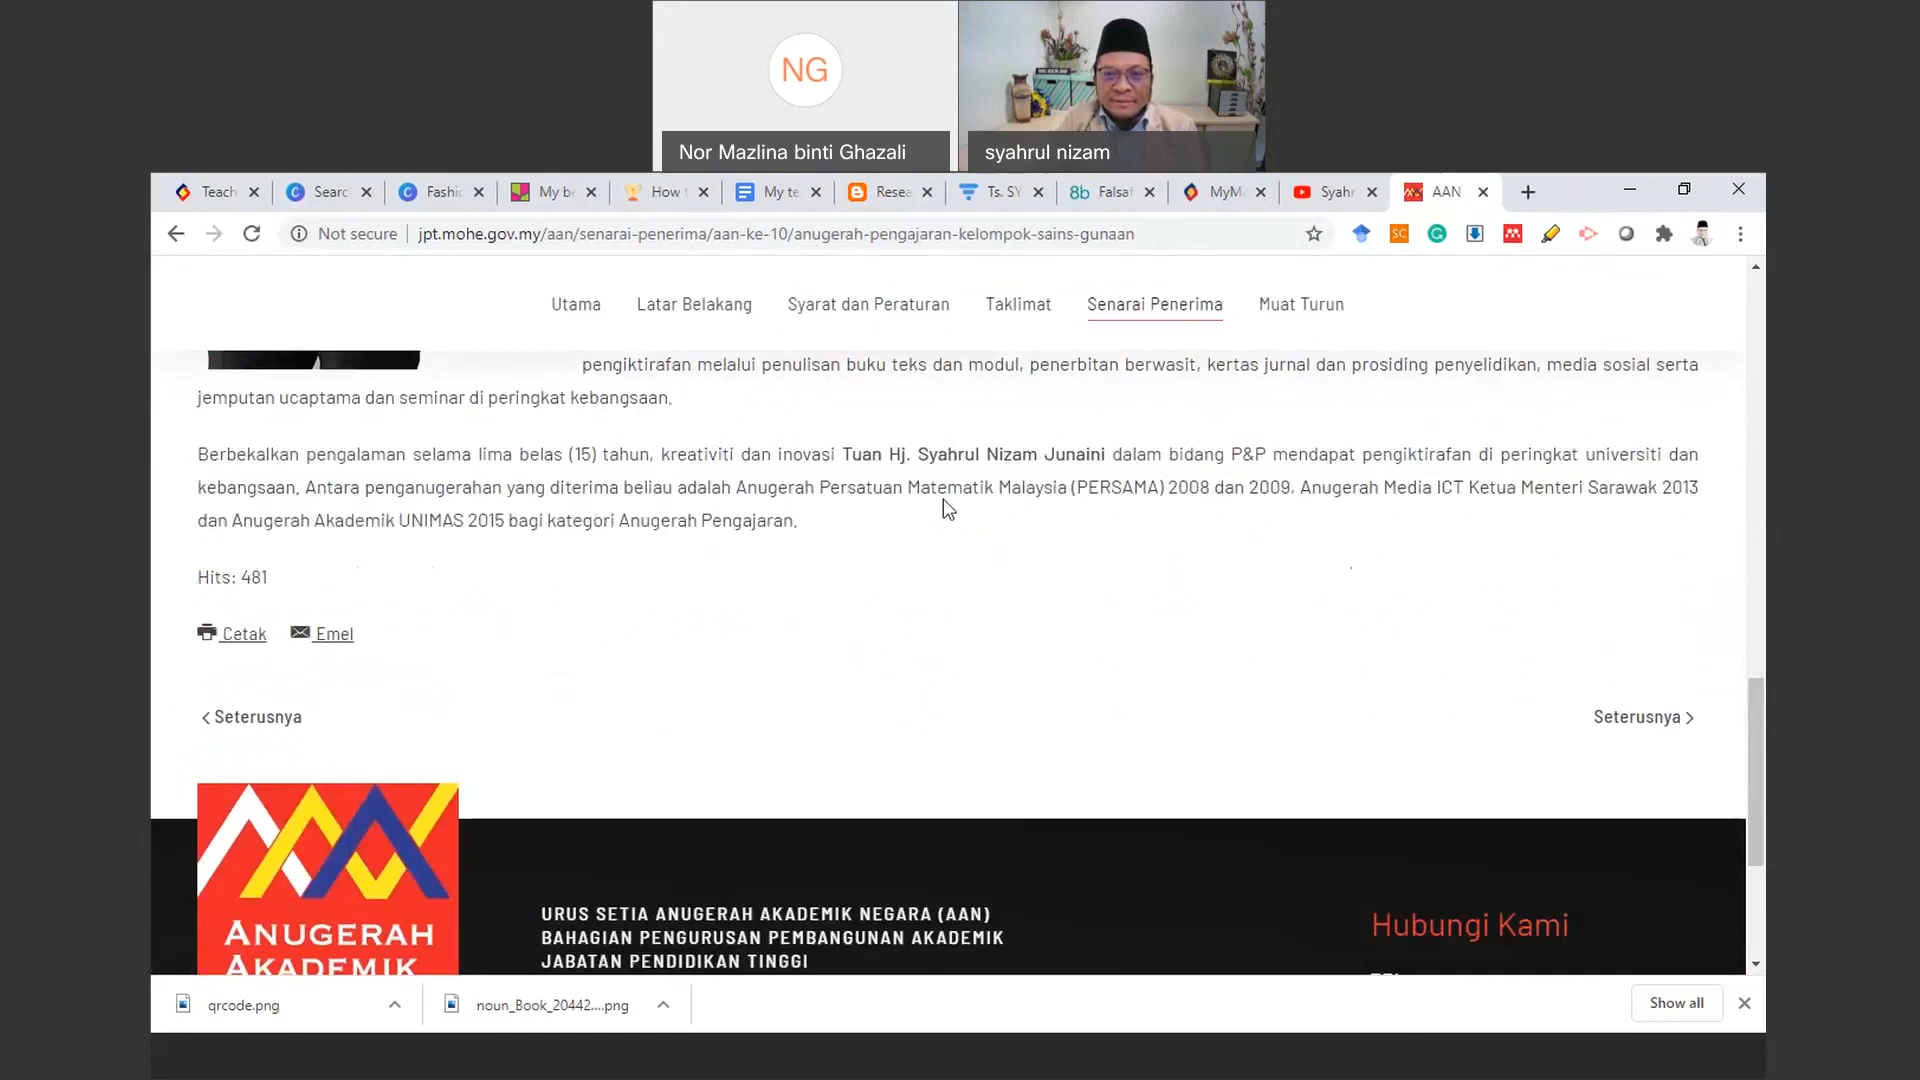 NG
Nor Mazlina binti Ghazali
syahrul nizam
Teach
Searc
Fashic
My be
How t
My te
Resea
Ts. SY
8b Falsaf
MyM
Syahr
AAN
Not secure
jpt.mohe.gov.my/aan/senarai-penerima/aan-ke-10/anugerah-pengajaran-kelompok-sains-gunaan
SC
Utama
Latar Belakang
Syarat dan Peraturan
Taklimat
Senarai Penerima
Muat Turun
pengiktirafan melalui penulisan buku teks dan modul, penerbitan berwasit, kertas jurnal dan prosiding penyelidikan, media sosial serta
jemputan ucaptama dan seminar di peringkat kebangsaan.
Berbekalkan pengalaman selama lima belas (15) tahun, kreativiti dan inovasi Tuan Hj. Syahrul Nizam Junaini dalam bidang P&P mendapat pengiktirafan di peringkat universiti dan
kebangsaan. Antara penganugerahan yang diterima beliau adalah Anugerah Persatuan Matematik Malaysia (PERSAMA) 2008 dan 2009, Anugerah Media ICT Ketua Menteri Sarawak 2013
dan Anugerah Akademik UNIMAS 2015 bagi kategori Anugerah Pengajaran.
Hits: 481
Cetak
Emel
Seterusnya
Seterusnya
ANUGERAH
AKADEMIK
URUS SETIA ANUGERAH AKADEMIK NEGARA (AAN)
BAHAGIAN PENGURUSAN PEMBANGUNAN AKADEMIK
JABATAN PENDIDIKAN TINGGI
Hubungi Kami
qrcode.png
noun_Book_20442....png
Show all